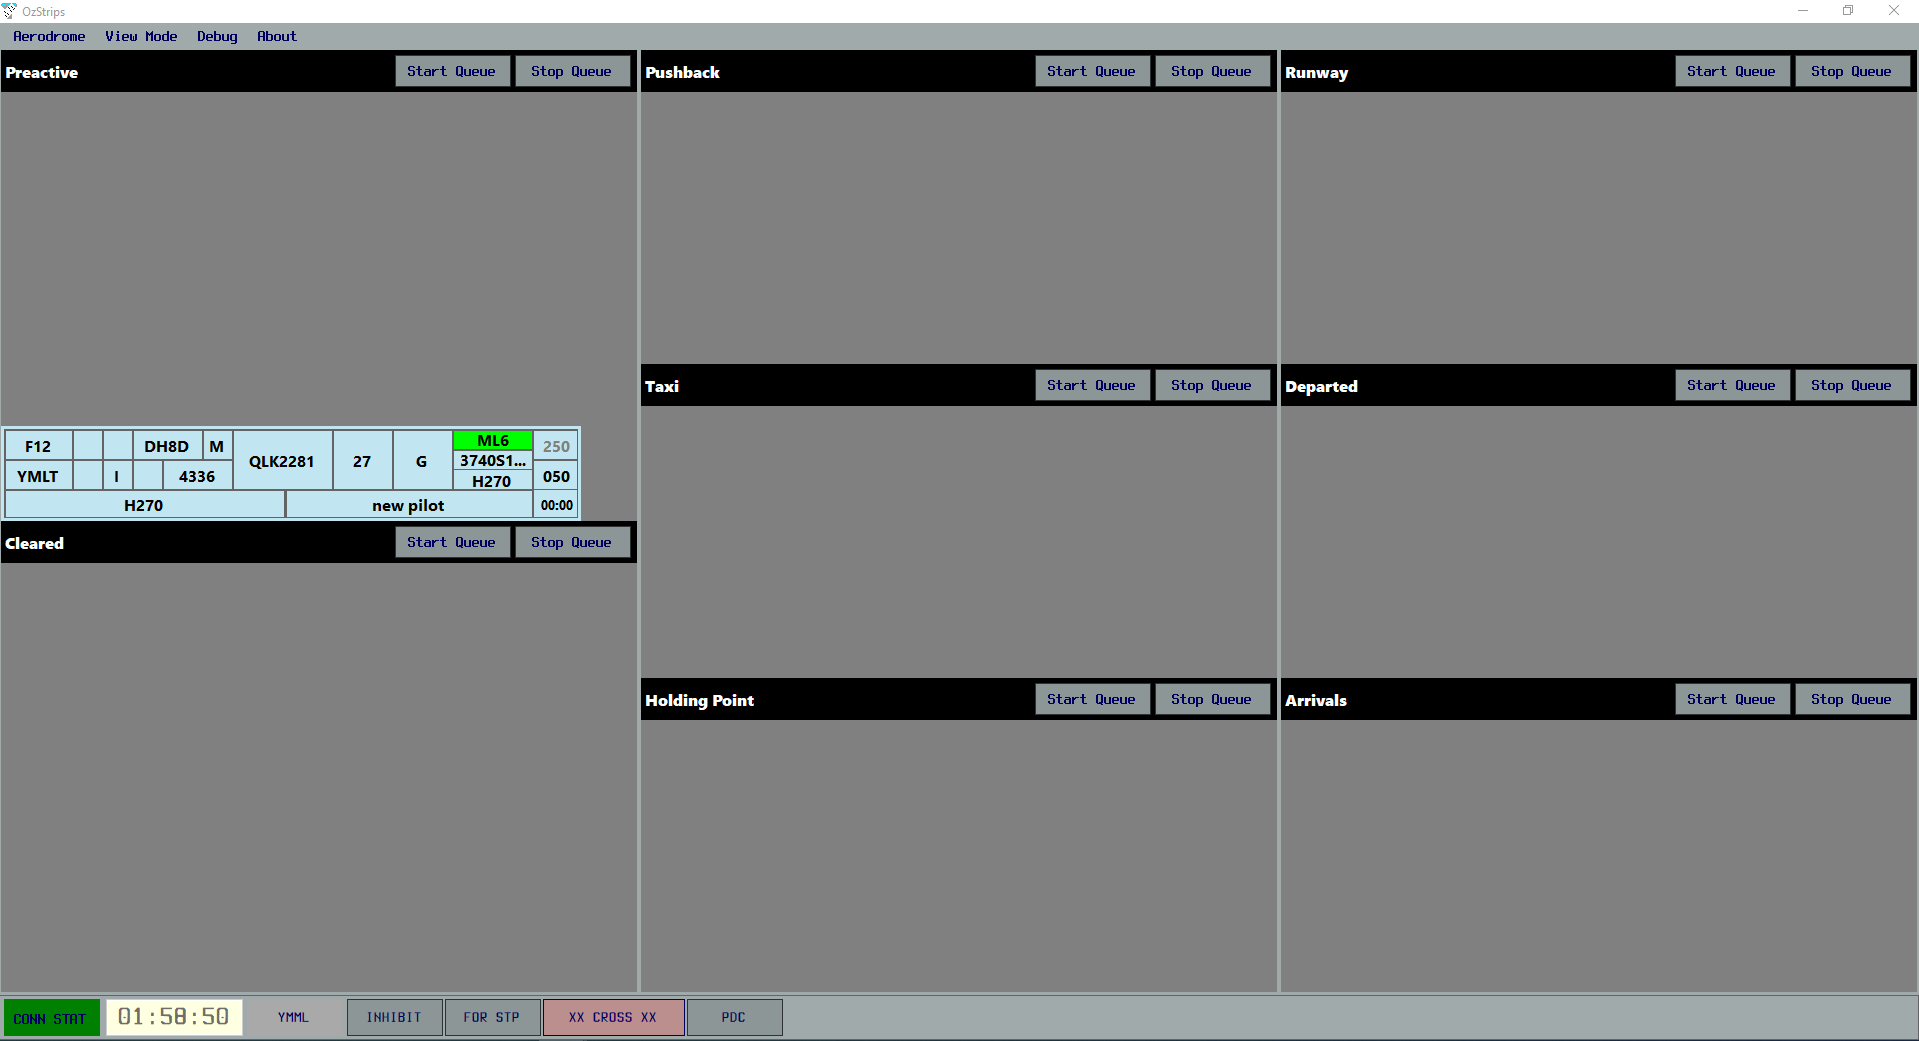 OzStrips
Aerodrome View Mode Debug About
Preactive Start Queue Stop Queue
F12 DH8D M QLK2281 27 G ML6 250
3740S1...
YMLT I 4336 H270 050
H270 new pilot 00:00
Cleared Start Queue Stop Queue
Pushback Start Queue Stop Queue
Taxi Start Queue Stop Queue
Holding Point Start Queue Stop Queue
Runway Start Queue Stop Queue
Departed Start Queue Stop Queue
Arrivals Start Queue Stop Queue
CONN STAT 01:58:50 YMML INHIBIT FOR STP XX CROSS XX PDC